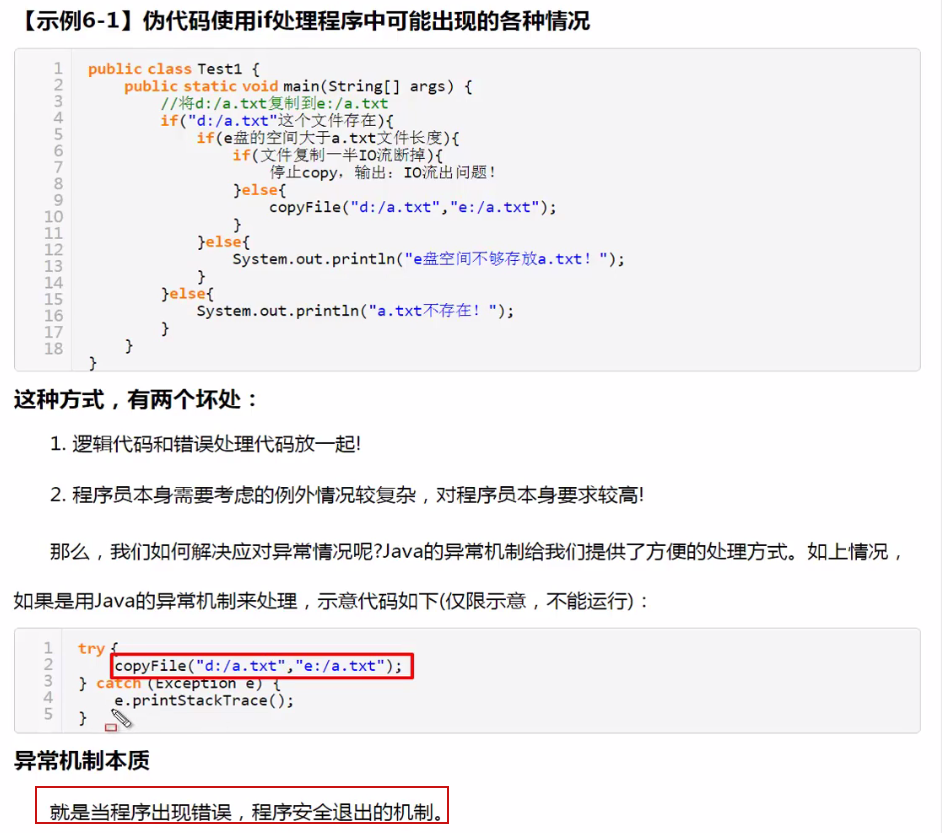 【示例6-1】伪代码使用if处理程序中可能出现的各种情况
1 public class Test1 {
2 public static void main(String[] args) {
3 //将d:/a.txt复制到e:/a.txt
4 if("d:/a.txt"这个文件存在){
5 if(e盘的空间大于a.txt文件长度){
6 if(文件复制一半IO流断掉){
7 停止copy，输出：IO流出问题！
8 }else{
9 copyFile("d:/a.txt","e:/a.txt");
10 }
11 }else{
12 System.out.println("e盘空间不够存放a.txt！");
13 }
14 }else{
15 System.out.println("a.txt不存在！");
16 }
17 }
18 }
这种方式，有两个坏处：
1. 逻辑代码和错误处理代码放一起!
2. 程序员本身需要考虑的例外情况较复杂，对程序员本身要求较高!
那么，我们如何解决应对异常情况呢?Java的异常机制给我们提供了方便的处理方式。如上情况，
如果是用Java的异常机制来处理，示意代码如下(仅限示意，不能运行)：
1 try {
2 copyFile("d:/a.txt","e:/a.txt");
3 } catch (Exception e) {
4 e.printStackTrace();
5 }
异常机制本质
就是当程序出现错误，程序安全退出的机制。